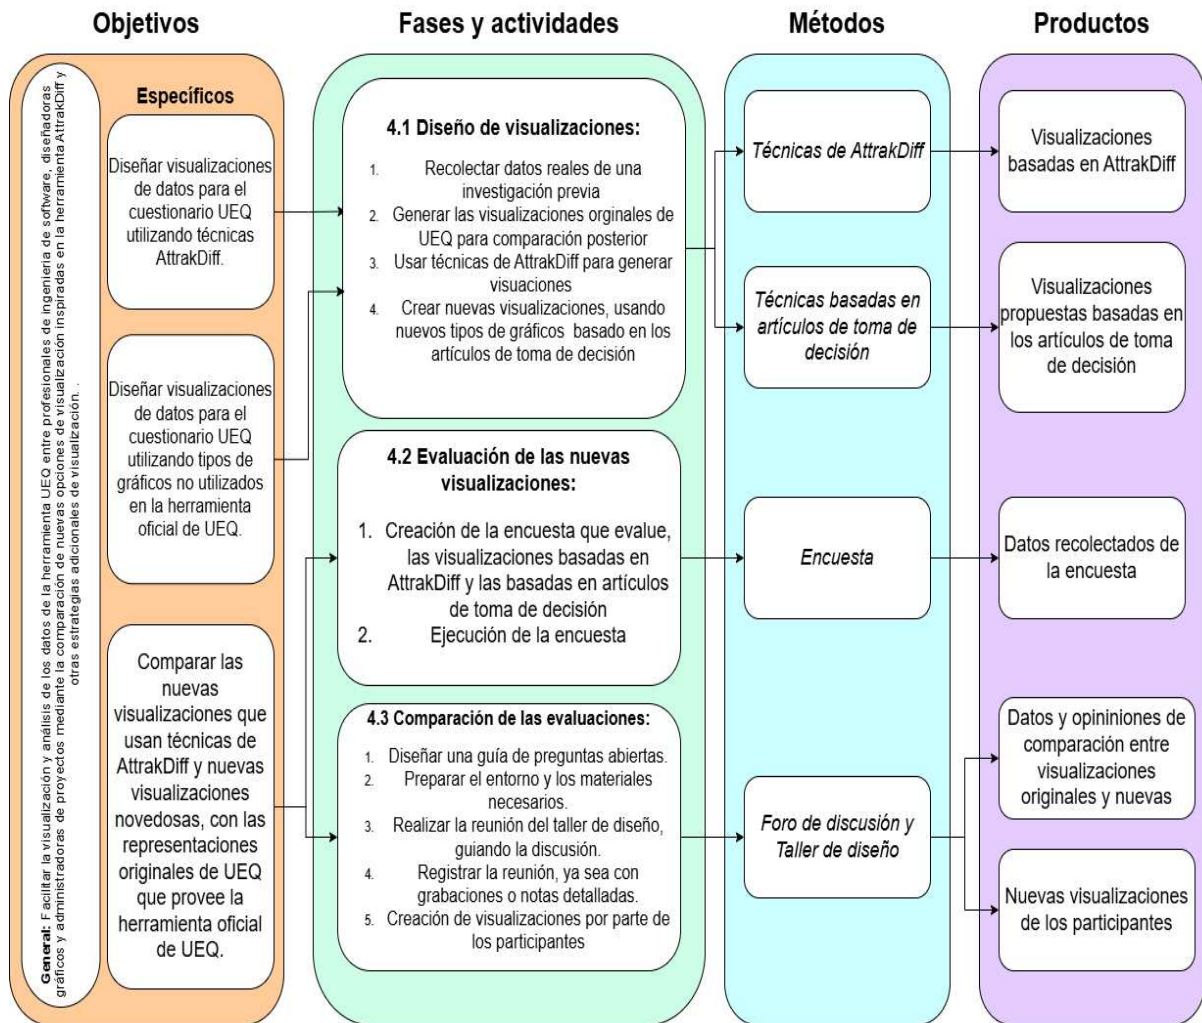 Objetivos
Fases y actividades
Métodos
Productos
General: Facilitar la visualización y análisis de los datos de la herramienta UEQ entre profesionales de ingeniería de software, diseñadoras
gráficos y administradoras de proyectos mediante la comparación de nuevas opciones de visualización inspiradas en la herramienta AttrakDiff y
otras estrategias adicionales de visualización. .
Específicos
Diseñar visualizaciones
de datos para el
cuestionario UEQ
utilizando técnicas
AttrakDiff.
Diseñar visualizaciones
de datos para el
cuestionario UEQ
utilizando tipos de
gráficos no utilizados
en la herramienta
oficial de UEQ.
Comparar las
nuevas
visualizaciones que
usan técnicas de
AttrakDiff y nuevas
visualizaciones
novedosas, con las
representaciones
originales de UEQ
que provee la
herramienta oficial
de UEQ.
4.1 Diseño de visualizaciones:
1. Recolectar datos reales de una
investigación previa
2. Generar las visualizaciones orginales de
UEQ para comparación posterior
3. Usar técnicas de AttrakDiff para generar
visuaciones
4. Crear nuevas visualizaciones, usando
nuevos tipos de gráficos basado en los
artículos de toma de decisión
4.2 Evaluación de las nuevas
visualizaciones:
1. Creación de la encuesta que evalue,
las visualizaciones basadas en
AttrakDiff y las basadas en artículos
de toma de decisión
2. Ejecución de la encuesta
4.3 Comparación de las evaluaciones:
1. Diseñar una guía de preguntas abiertas.
2. Preparar el entorno y los materiales
necesarios.
3. Realizar la reunión del taller de diseño,
guiando la discusión.
4. Registrar la reunión, ya sea con
grabaciones o notas detalladas.
5. Creación de visualizaciones por parte de
los participantes
Técnicas de AttrakDiff
Técnicas basadas en
artículos de toma de
decisión
Encuesta
Foro de discusión y
Taller de diseño
Visualizaciones
basadas en AttrakDiff
Visualizaciones
propuestas basadas en
los artículos de toma
de decisión
Datos recolectados de
la encuesta
Datos y opininiones de
comparación entre
visualizaciones
originales y nuevas
Nuevas visualizaciones
de los participantes